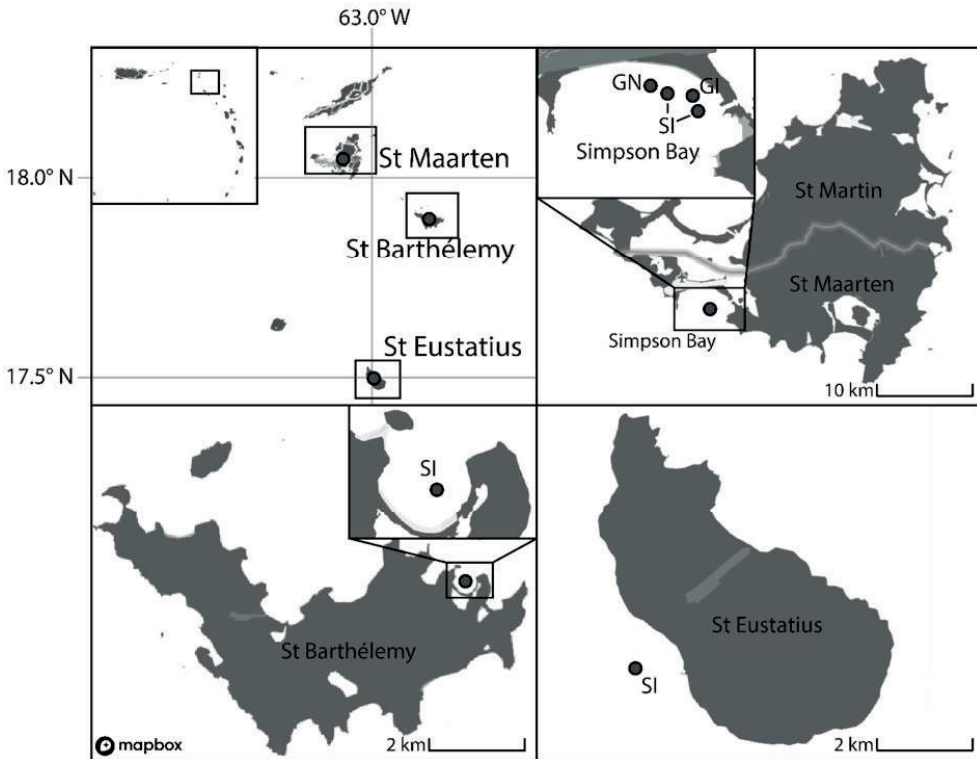 63.0° W
St Maarten
18.0° N
St Barthélemy
St Eustatius
17.5° N
GN
GI
SI
Simpson Bay
St Martin
St Maarten
Simpson Bay
10 km
SI
St Barthélemy
mapbox
2 km
St Eustatius
SI
2 km